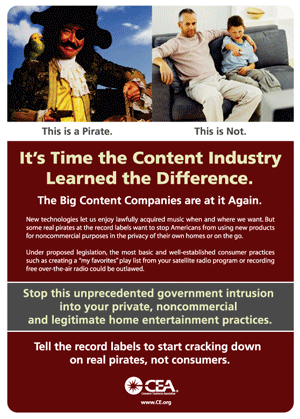 This is a Pirate. This is Not.
It's Time the Content Industry
Learned the Difference.
The Big Content Companies are at it Again.
New technologies let us enjoy lawfully acquired music when and where we want. But
some real pirates at the record labels want to stop Americans from using new products
for noncommercial purposes in the privacy of their own homes or on the go.
Under proposed legislation, the most basic and well-established consumer practices
such as creating a "my favorites" play list from your satellite radio program or recording
free over-the-air radio could be outlawed.
Stop this unprecedented government intrusion
into your private, noncommercial
and legitimate home entertainment practices.
Tell the record labels to start cracking down
on real pirates, not consumers.
CEA
Consumer Electronics Association
www.CE.org